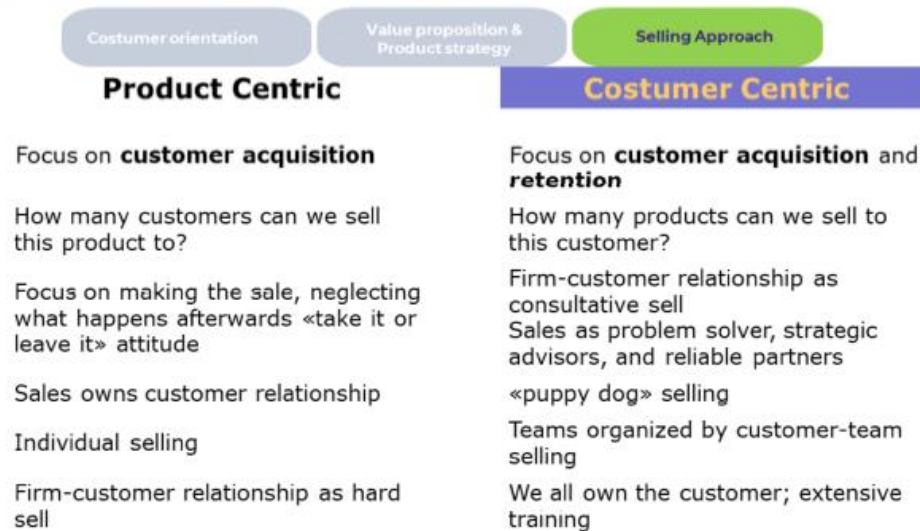 Costumer orientation
Value proposition &
Product strategy
Selling Approach
Product Centric
Costumer Centric
Focus on customer acquisition
How many customers can we sell
this product to?
Focus on making the sale, neglecting
what happens afterwards «take it or
leave it» attitude
Sales owns customer relationship
Individual selling
Firm-customer relationship as hard
sell
Focus on customer acquisition and
retention
How many products can we sell to
this customer?
Firm-customer relationship as
consultative sell
Sales as problem solver, strategic
advisors, and reliable partners
«puppy dog» selling
Teams organized by customer-team
selling
We all own the customer; extensive
training